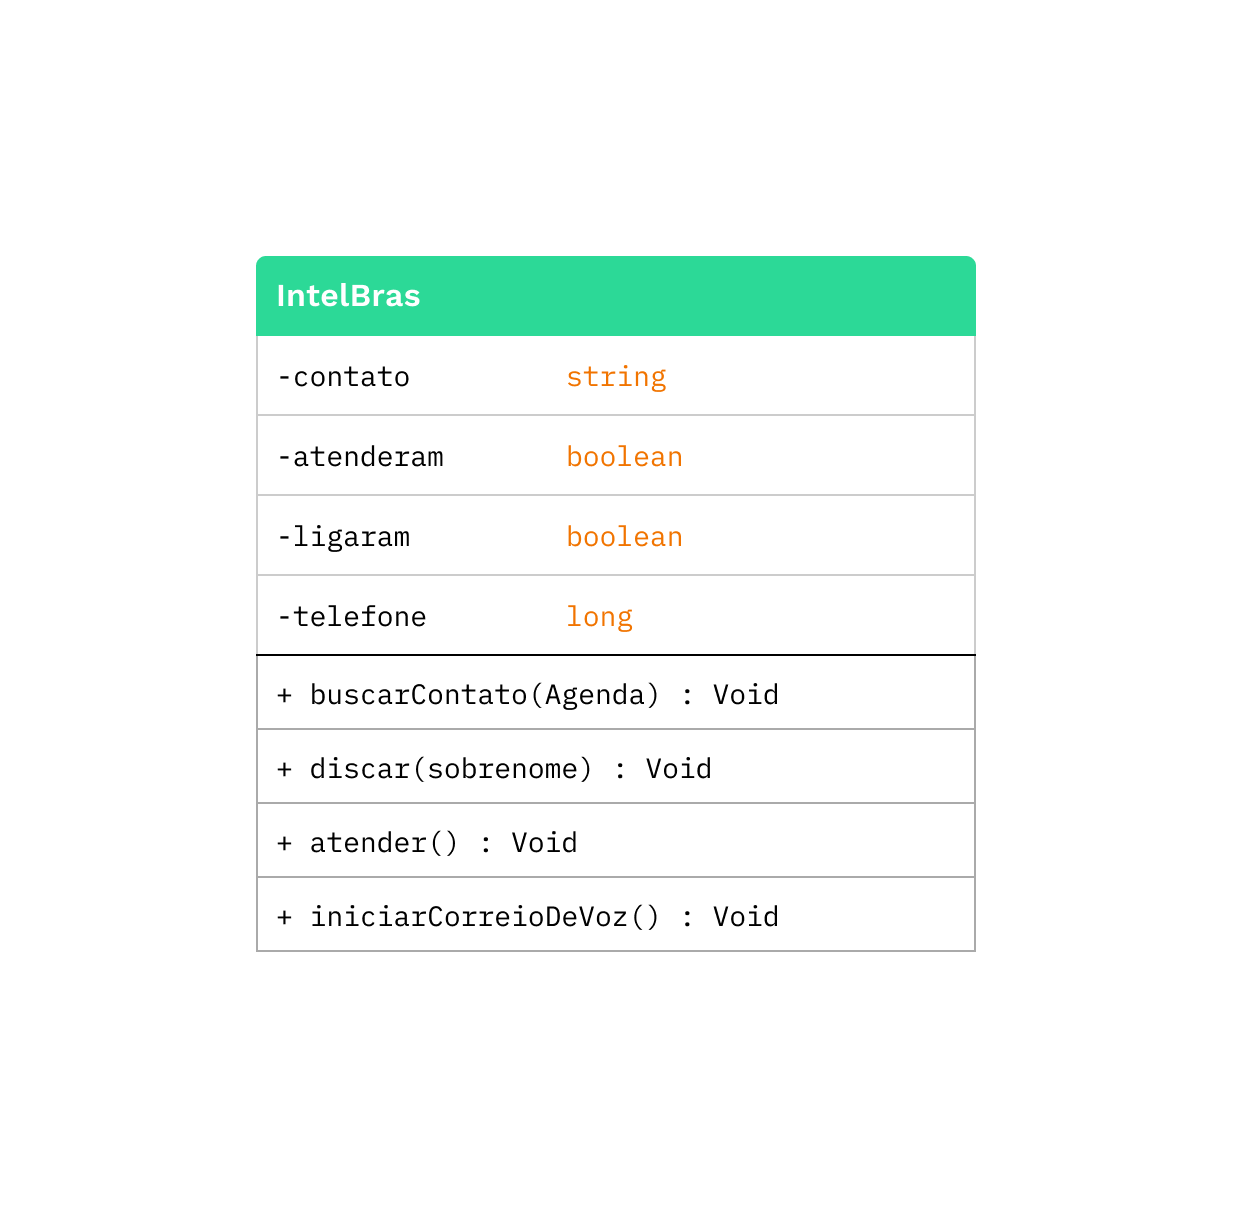 IntelBras
-contato string
-atenderam boolean
-ligaram boolean
-telefone long
+ buscarContato(Agenda) : Void
+ discar(sobrenome) : Void
+ atender() : Void
+ iniciarCorreioDeVoz() : Void